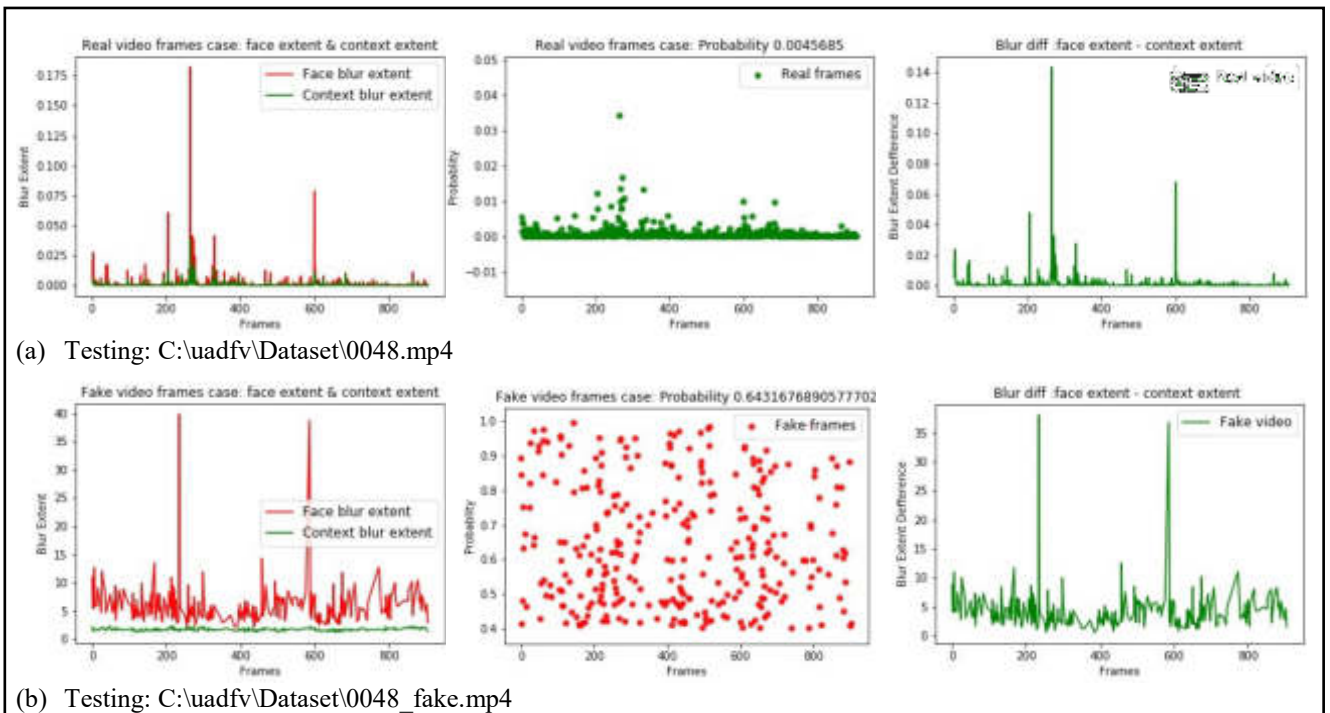 Real video frames case: face extent & context extent
Blur Extent
0.175
0.150
0.125
0.100
0.075
0.050
0.025
0.000
Face blur extent
Context blur extent
0 200 400 600 800
Frames
Real video frames case: Probability 0.0045685
Probablity
0.05
0.04
0.03
0.02
0.01
0.00
−0.01
Real frames
0 200 400 600 800
Frames
Blur diff :face extent - context extent
Blur Extent Defference
0.14
0.12
0.10
0.08
0.06
0.04
0.02
0.00
0 200 400 600 800
Frames
(a) Testing: C:\uadfv\Dataset\0048.mp4
Fake video frames case: face extent & context extent
Blur Extent
40
35
30
25
20
15
10
5
0
Face blur extent
Context blur extent
0 200 400 600 800
Frames
Fake video frames case: Probability 0.6431676890577702
Probablity
1.0
0.9
0.8
0.7
0.6
0.5
0.4
Fake frames
0 200 400 600 800
Frames
Blur diff :face extent - context extent
Blur Extent Defference
35
30
25
20
15
10
5
0
Fake video
0 200 400 600 800
Frames
(b) Testing: C:\uadfv\Dataset\0048_fake.mp4